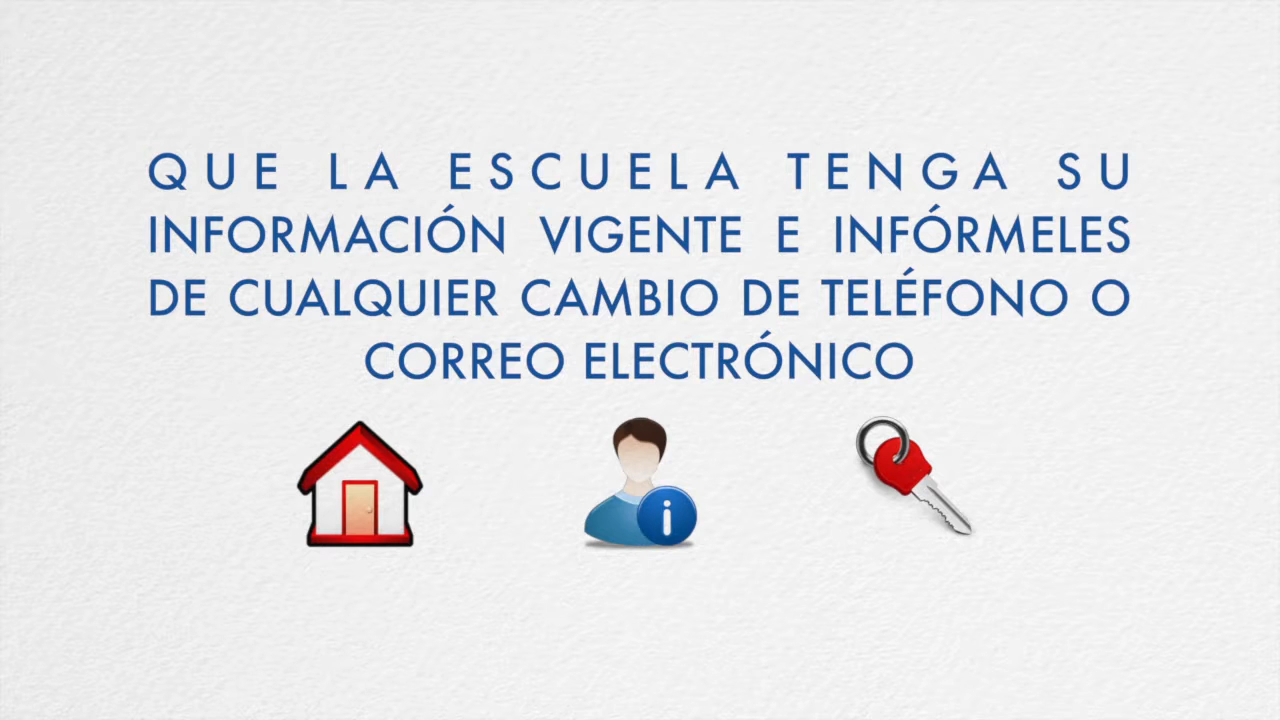 QUE LA ESCUELA TENGA SU
INFORMACIÓN VIGENTE E INFÓRMELES
DE CUALQUIER CAMBIO DE TELÉFONO O
CORREO ELECTRÓNICO
i